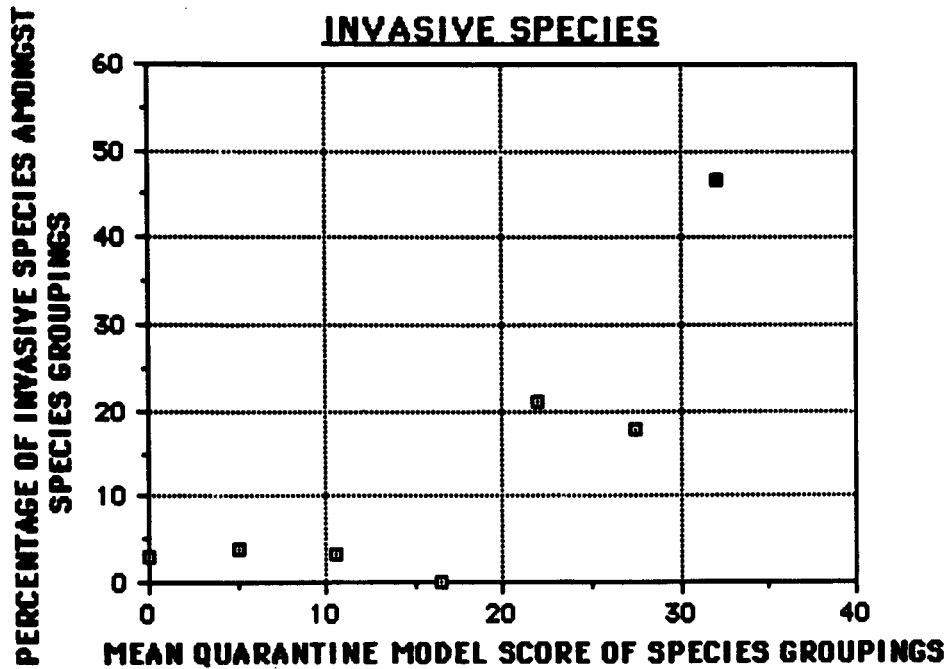 INVASIVE SPECIES
PERCENTAGE OF INVASIVE SPECIES AMONGST
SPECIES GROUPINGS
60
50
40
30
20
10
0
0 10 20 30 40
MEAN QUARANTINE MODEL SCORE OF SPECIES GROUPINGS